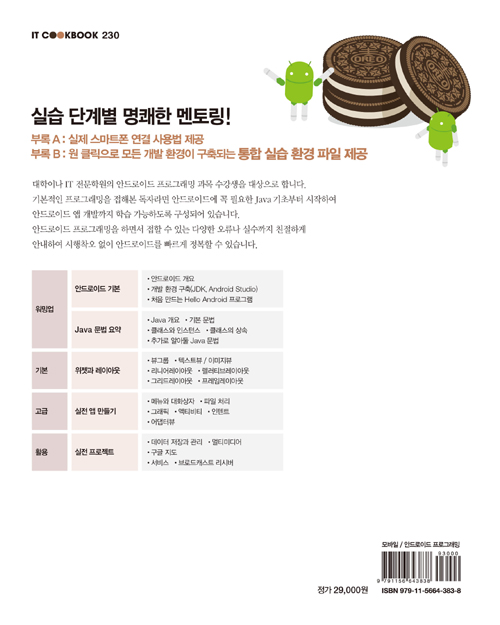 IT COOKBOOK 230
OREO
실습 단계별 명쾌한 멘토링!
부록 A : 실제 스마트폰 연결 사용법 제공
부록 B : 원 클릭으로 모든 개발 환경이 구축되는 통합 실습 환경 파일 제공
대학이나 IT 전문학원의 안드로이드 프로그래밍 과목 수강생을 대상으로 합니다.
기본적인 프로그래밍을 접해본 독자라면 안드로이드에 꼭 필요한 Java 기초부터 시작하여
안드로이드 앱 개발까지 학습 가능하도록 구성되어 있습니다.
안드로이드 프로그래밍을 하면서 접할 수 있는 다양한 오류나 실수까지 친절하게
안내하여 시행착오 없이 안드로이드를 빠르게 정복할 수 있습니다.
워밍업
안드로이드 기본
• 안드로이드 개요
• 개발 환경 구축(JDK, Android Studio)
• 처음 만드는 Hello Android 프로그램
Java 문법 요약
• Java 개요 • 기본 문법
• 클래스와 인스턴스 • 클래스의 상속
• 추가로 알아둘 Java 문법
기본
위젯과 레이아웃
• 뷰그룹 • 텍스트뷰 / 이미지뷰
• 리니어레이아웃 • 렐러티브레이아웃
• 그리드레이아웃 • 프레임레이아웃
고급
실전 앱 만들기
• 메뉴와 대화상자 • 파일 처리
• 그래픽 • 액티비티 • 인텐트
• 어댑터뷰
활용
실전 프로젝트
• 데이터 저장과 관리 • 멀티미디어
• 구글 지도
• 서비스 • 브로드캐스트 리시버
모바일 / 안드로이드 프로그래밍
93000
9 791156 643838
정가 29,000원
ISBN 979-11-5664-383-8